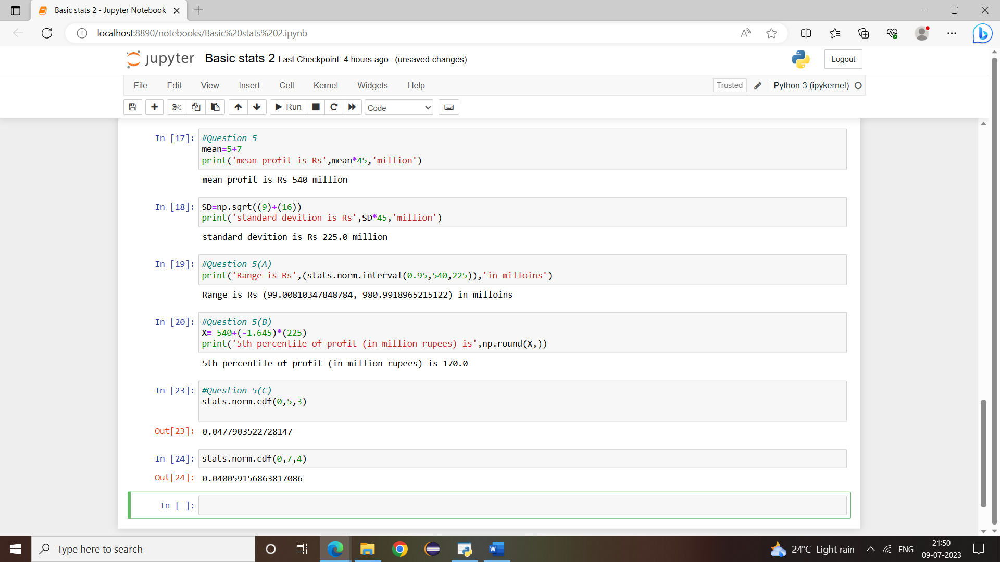 Basic stats 2 - Jupyter Notebook
localhost:8890/notebooks/Basic%20stats%202.ipynb
jupyter Basic stats 2 Last Checkpoint: 4 hours ago (unsaved changes)
Logout
File Edit View Insert Cell Kernel Widgets Help
Trusted Python 3 (ipykernel)
Run Code
In [17]: #Question 5
mean=5+7
print('mean profit is Rs',mean*45,'million')
mean profit is Rs 540 million
In [18]: SD=np.sqrt((9)+(16))
print('standard devition is Rs',SD*45,'million')
standard devition is Rs 225.0 million
In [19]: #Question 5(A)
print('Range is Rs',(stats.norm.interval(0.95,540,225)),'in milloins')
Range is Rs (99.00810347848784, 980.9918965215122) in milloins
In [20]: #Question 5(B)
X= 540+(-1.645)*(225)
print('5th percentile of profit (in million rupees) is',np.round(X,))
5th percentile of profit (in million rupees) is 170.0
In [23]: #Question 5(C)
stats.norm.cdf(0,5,3)
Out[23]: 0.0477903522728147
In [24]: stats.norm.cdf(0,7,4)
Out[24]: 0.040059156863817086
In [ ]:
Type here to search
24°C Light rain
ENG
21:50
09-07-2023